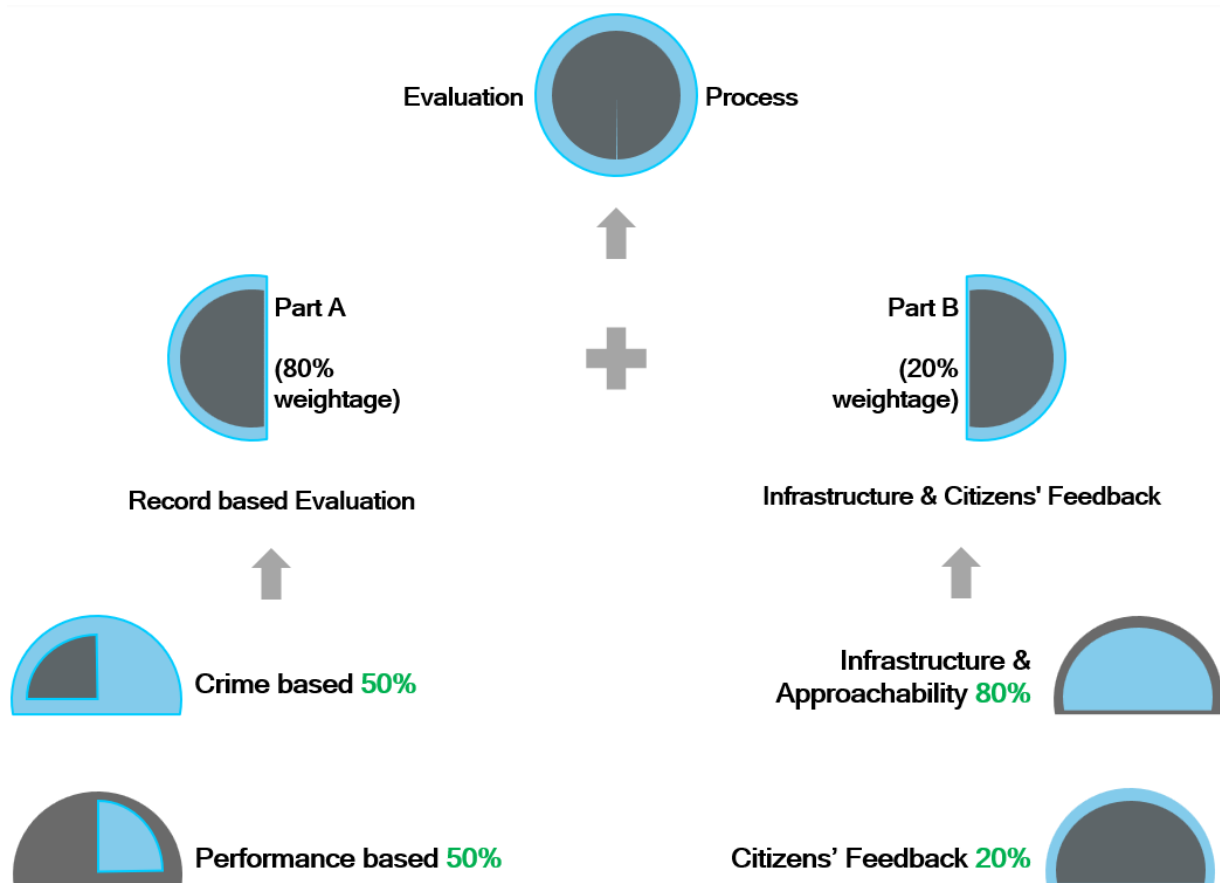 Evaluation Process
Part A
(80%
weightage)
Part B
(20%
weightage)
Record based Evaluation
Infrastructure & Citizens' Feedback
Crime based 50%
Infrastructure &
Approachability 80%
Performance based 50%
Citizens’ Feedback 20%